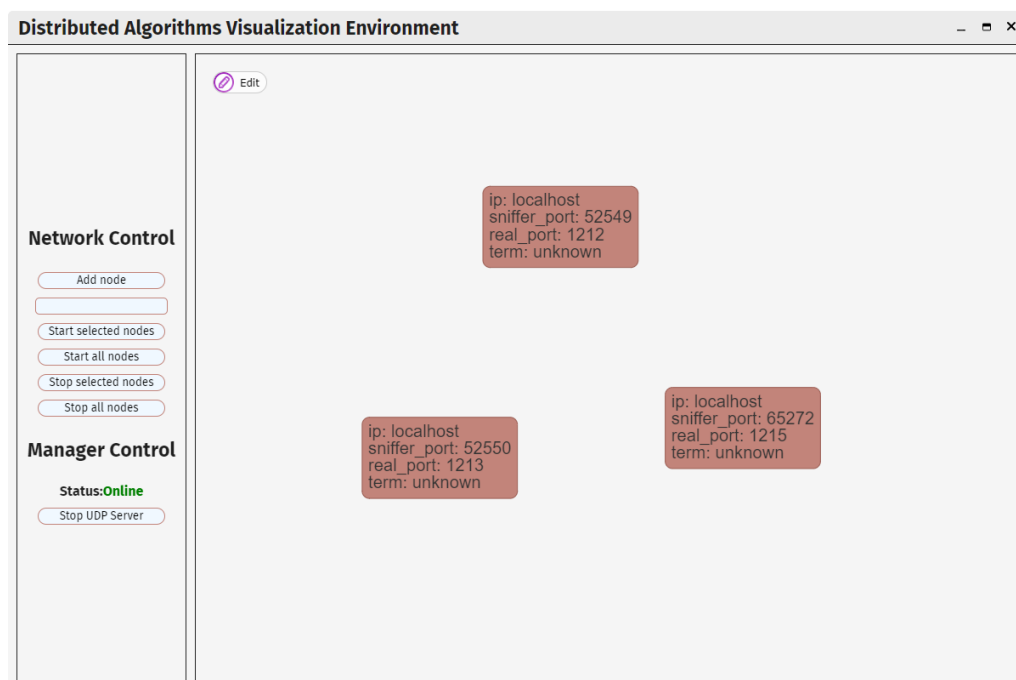 Distributed Algorithms Visualization Environment
Network Control
Add node
Start selected nodes
Start all nodes
Stop selected nodes
Stop all nodes
Manager Control
Status:Online
Stop UDP Server
Edit
ip: localhost
sniffer_port: 52549
real_port: 1212
term: unknown
ip: localhost
sniffer_port: 52550
real_port: 1213
term: unknown
ip: localhost
sniffer_port: 65272
real_port: 1215
term: unknown